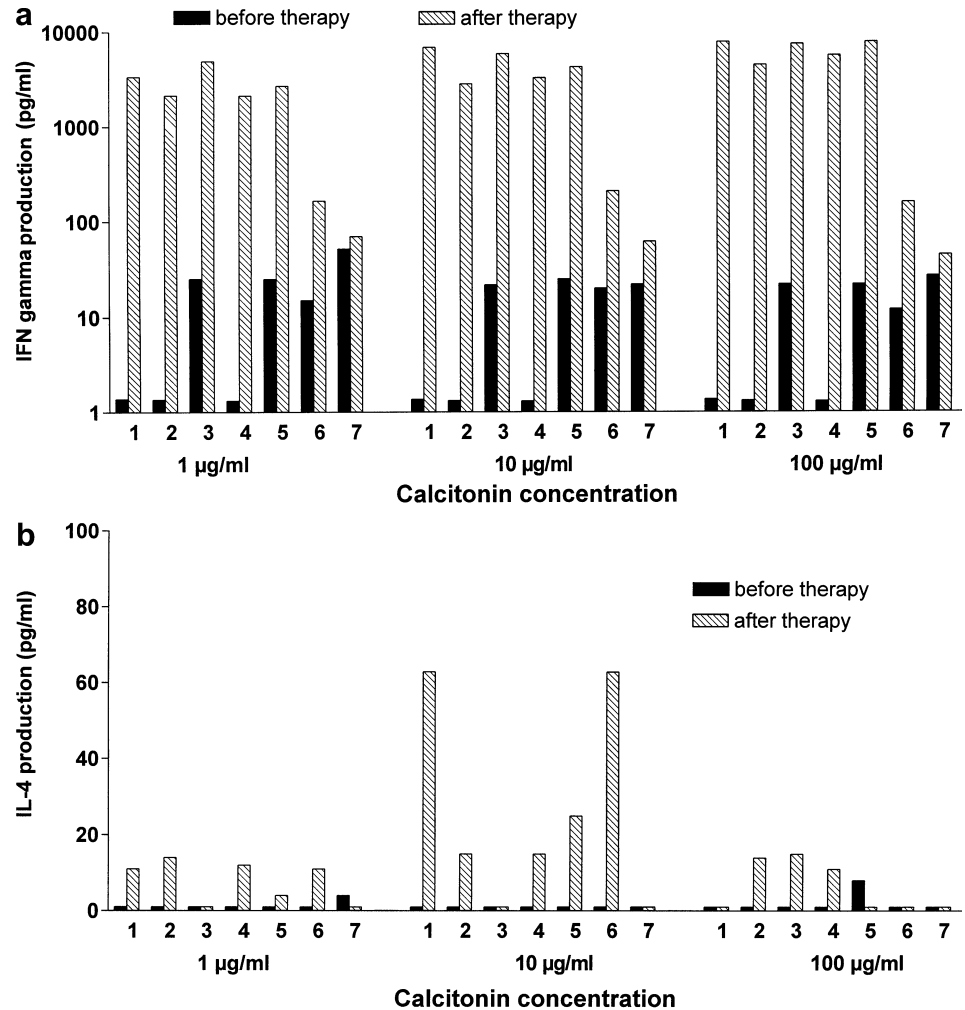 a
before therapy
after therapy
IFN gamma production (pg/ml)
10000
1000
100
10
1
1 2 3 4 5 6 7 1 2 3 4 5 6 7 1 2 3 4 5 6 7
1 µg/ml 10 µg/ml 100 µg/ml
Calcitonin concentration
b
IL-4 production (pg/ml)
100
80
60
40
20
0
before therapy
after therapy
1 2 3 4 5 6 7 1 2 3 4 5 6 7 1 2 3 4 5 6 7
1 µg/ml 10 µg/ml 100 µg/ml
Calcitonin concentration